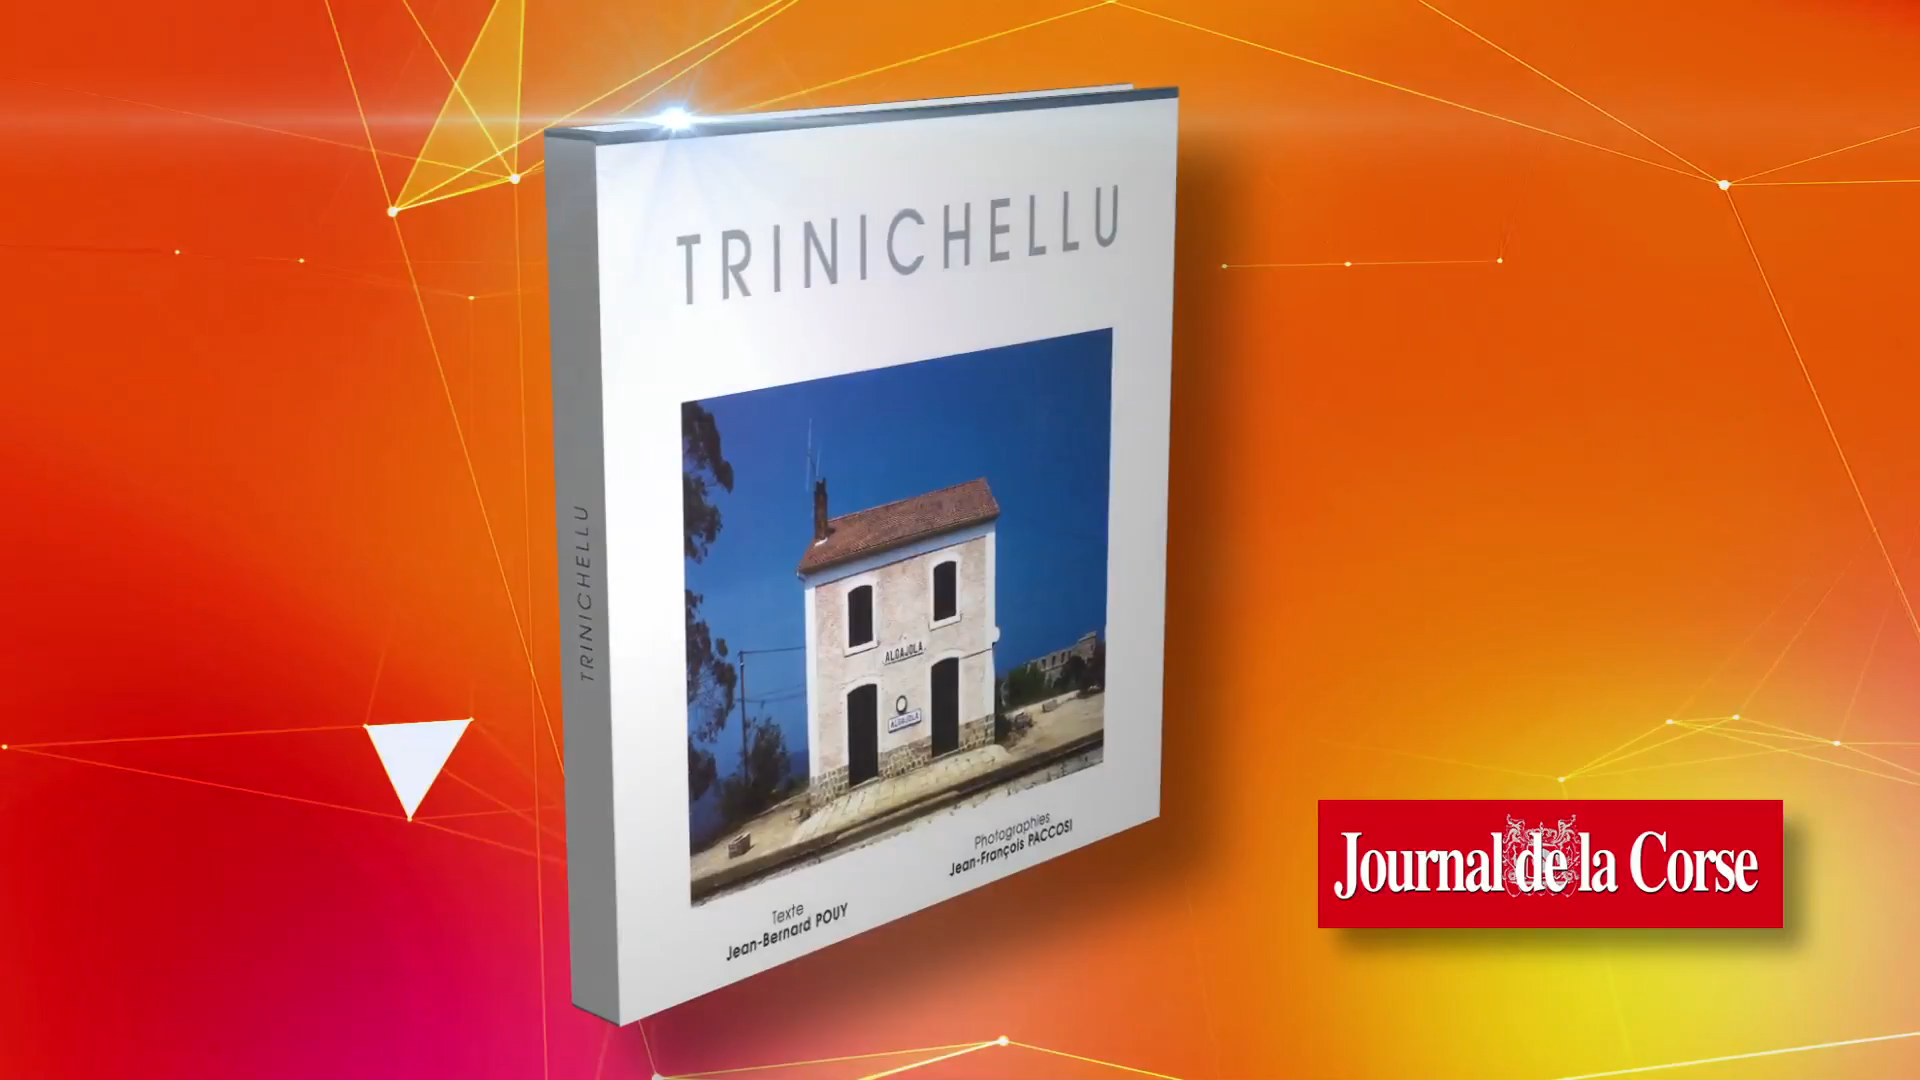 TRINICHELLU
TRINICHELLU
ALGAJOLA
ALGAJOLA
Texte
Jean-Bernard POUY
Photographies
Jean-François PACCOSI
Journal de la Corse